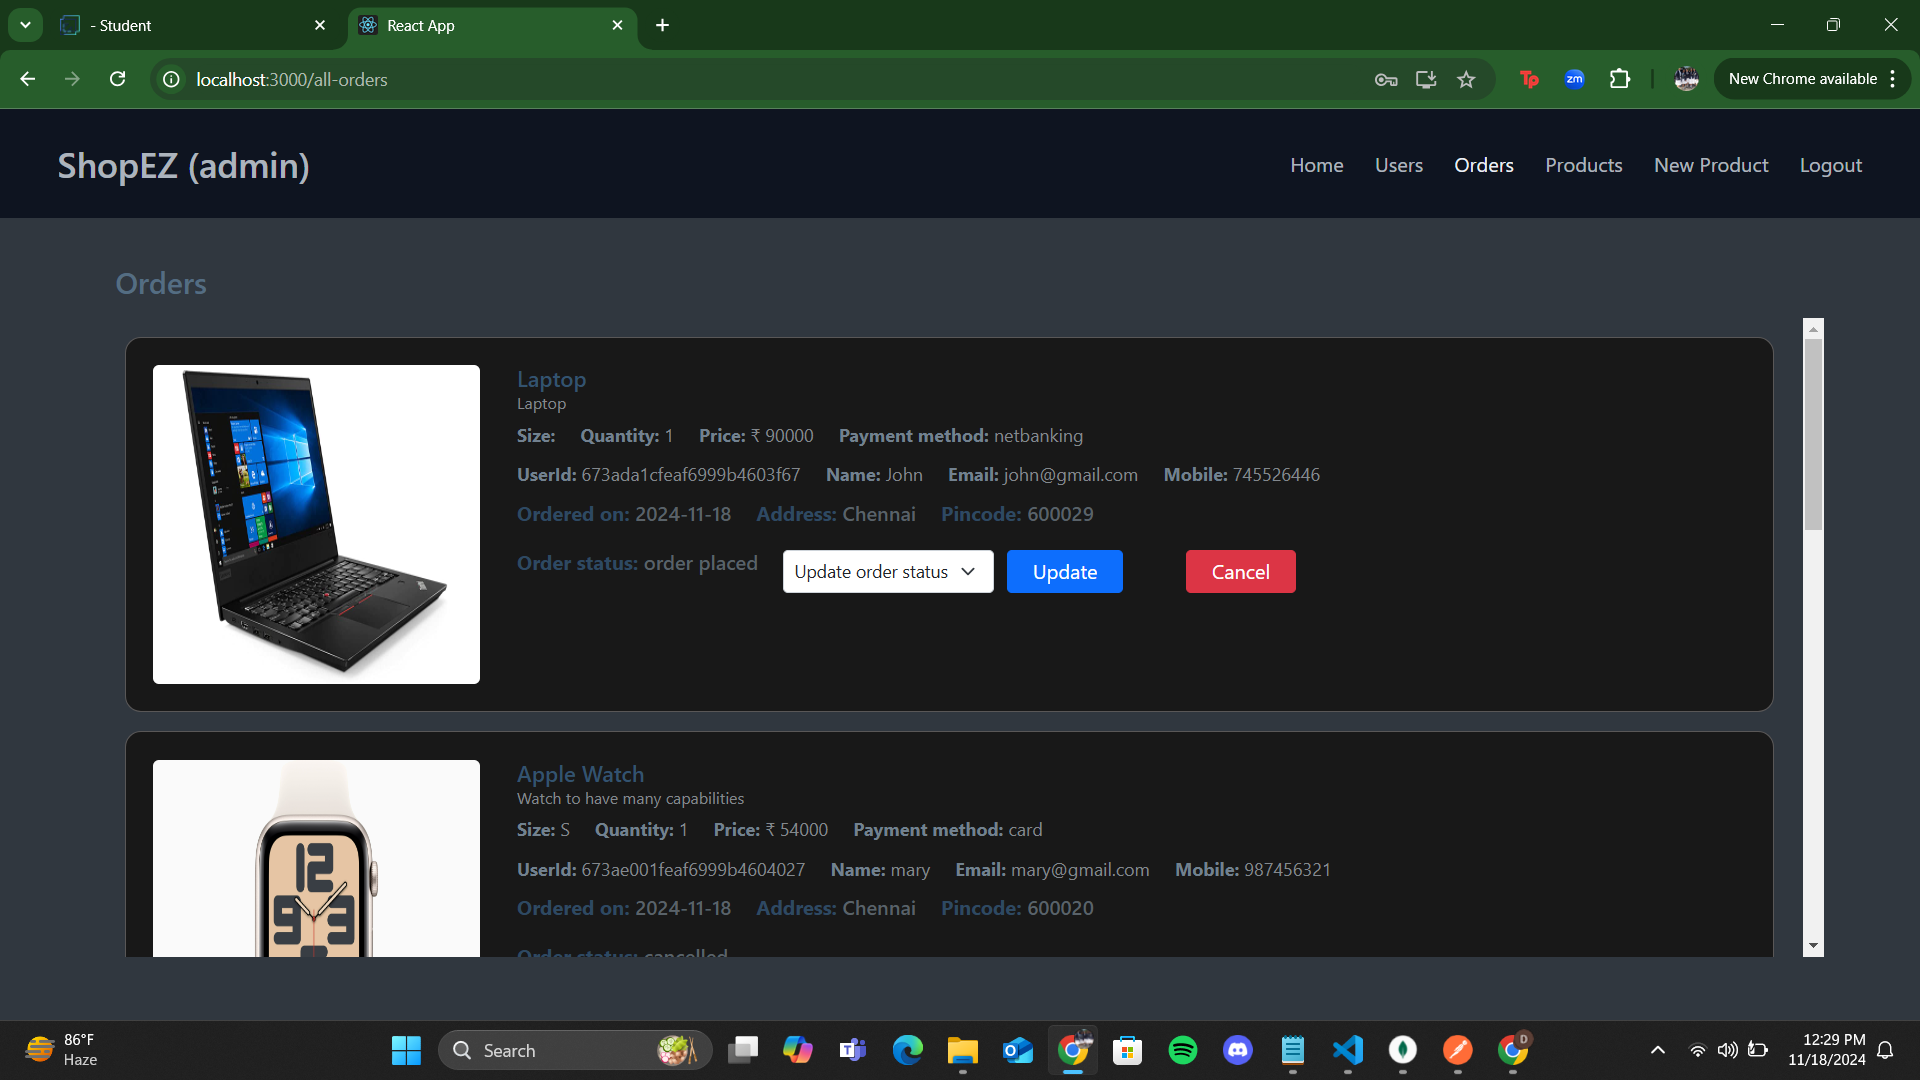 - Student
React App
localhost:3000/all-orders
New Chrome available
ShopEZ (admin)
Home Users Orders Products New Product Logout
Orders
Laptop
Laptop
Size: Quantity: 1 Price: ₹ 90000 Payment method: netbanking
UserId: 673ada1cfeaf6999b4603f67 Name: John Email: john@gmail.com Mobile: 745526446
Ordered on: 2024-11-18 Address: Chennai Pincode: 600029
Order status: order placed Update order status Update Cancel
Apple Watch
Watch to have many capabilities
Size: S Quantity: 1 Price: ₹ 54000 Payment method: card
UserId: 673ae001feaf6999b4604027 Name: mary Email: mary@gmail.com Mobile: 987456321
Ordered on: 2024-11-18 Address: Chennai Pincode: 600020
Order status: cancelled
86°F
Haze
Search
12:29 PM
11/18/2024